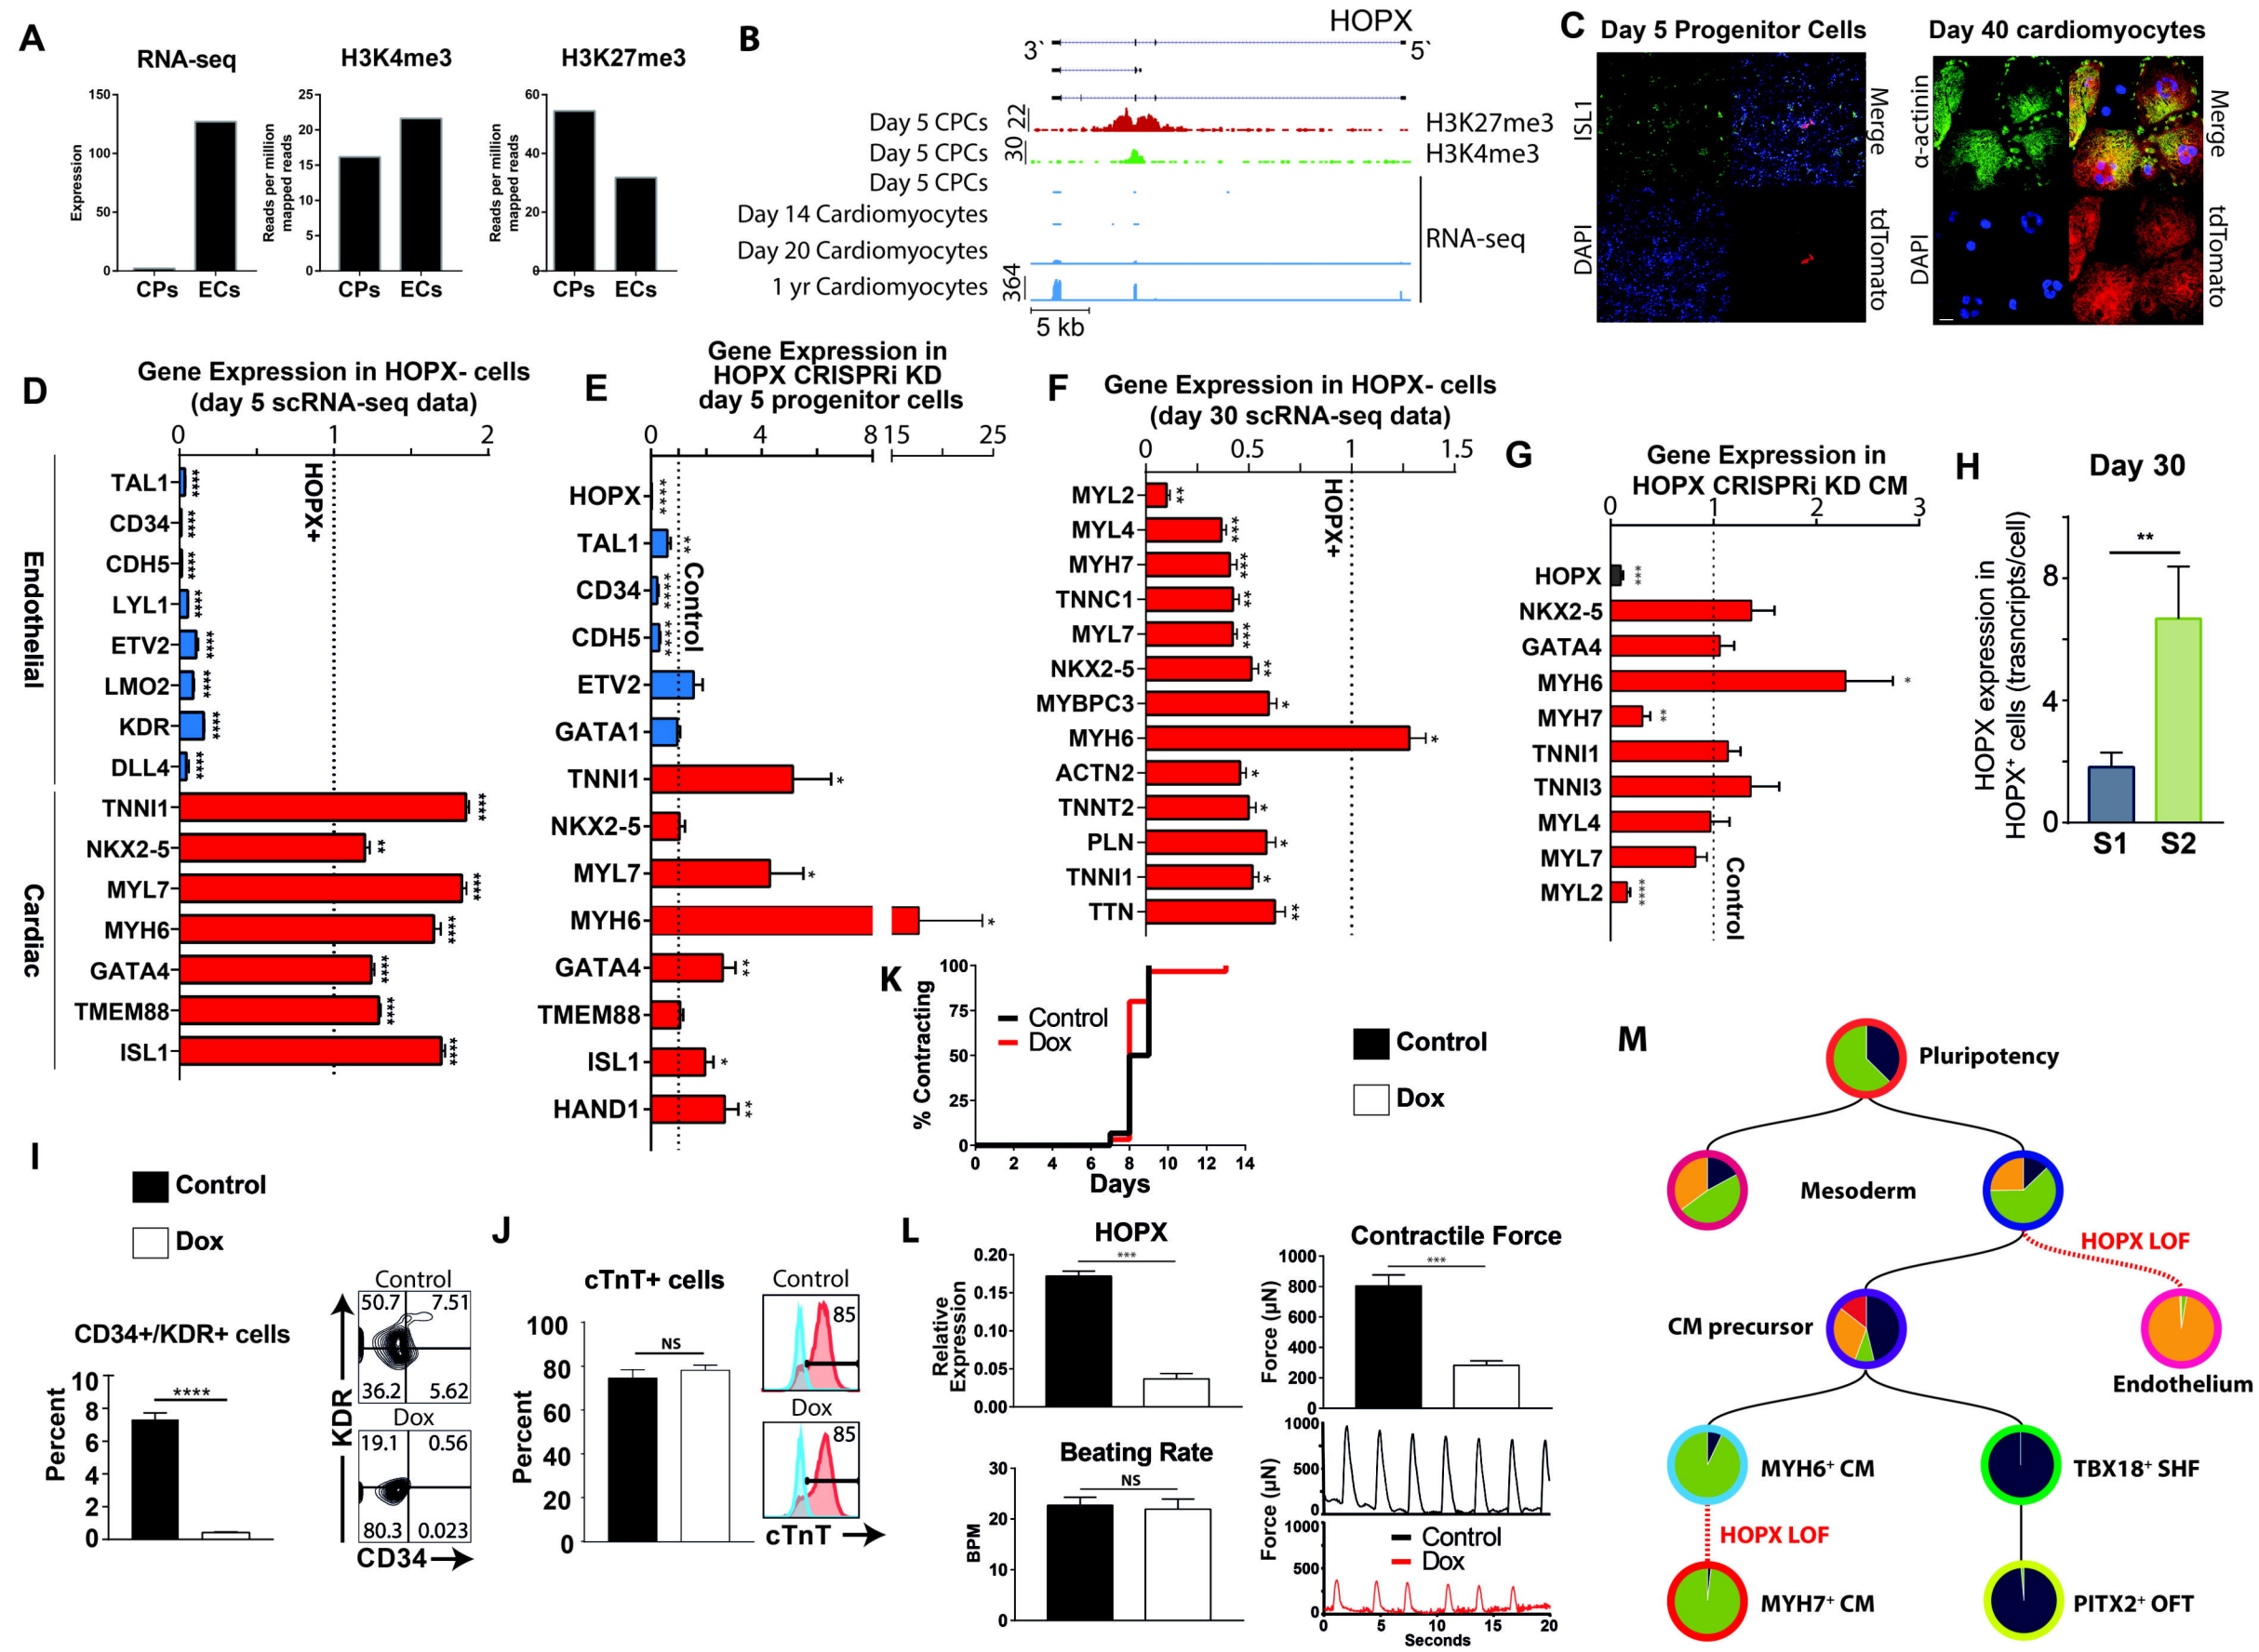 A
RNA-seq
H3K4me3
H3K27me3
Expression
150
100
50
0
CPs ECs
Reads per million
mapped reads
25
20
15
10
5
0
CPs ECs
Reads per million
mapped reads
60
40
20
0
CPs ECs
B
HOPX
3` 5`
Day 5 CPCs 22 H3K27me3
Day 5 CPCs 30 H3K4me3
Day 5 CPCs
Day 14 Cardiomyocytes
Day 20 Cardiomyocytes
1 yr Cardiomyocytes 364
RNA-seq
5 kb
C
Day 5 Progenitor Cells
ISL1
Merge
DAPI
tdTomato
Day 40 cardiomyocytes
α-actinin
Merge
DAPI
tdTomato
D
Gene Expression in HOPX- cells
(day 5 scRNA-seq data)
0 1 2
HOPX+
Endothelial
TAL1 ****
CD34 ****
CDH5 ****
LYL1 ****
ETV2 ****
LMO2 ****
KDR ****
DLL4 ****
Cardiac
TNNI1 ****
NKX2-5 **
MYL7 ****
MYH6 ****
GATA4 ****
TMEM88 ****
ISL1 ****
E
Gene Expression in
HOPX CRISPRi KD
day 5 progenitor cells
0 4 8 15 25
Control
HOPX ****
TAL1 **
CD34 ****
CDH5 ****
ETV2
GATA1
TNNI1 *
NKX2-5
MYL7 *
MYH6 *
GATA4 **
TMEM88
ISL1 *
HAND1 **
F
Gene Expression in HOPX- cells
(day 30 scRNA-seq data)
0 0.5 1 1.5
HOPX+
MYL2 **
MYL4 ***
MYH7 ***
TNNC1 **
MYL7 ***
NKX2-5 **
MYBPC3 *
MYH6 *
ACTN2 *
TNNT2 *
PLN *
TNNI1 *
TTN **
G
Gene Expression in
HOPX CRISPRi KD CM
0 1 2 3
HOPX ***
NKX2-5
GATA4
MYH6 *
MYH7 **
TNNI1
TNNI3
MYL4
MYL7
MYL2 ****
Control
H
Day 30
HOPX expression in
HOPX+ cells (trasncripts/cell)
**
8
4
0
S1 S2
I
Control
Dox
CD34+/KDR+ cells
Percent
10
8
6
4
2
0
****
Control
50.7 7.51
36.2 5.62
Dox
19.1 0.56
80.3 0.023
KDR
CD34
J
cTnT+ cells
Percent
100
80
60
40
20
0
NS
Control
85
Dox
85
cTnT
K
% Contracting
100
75
50
25
0
Control
Dox
0 2 4 6 8 10 12 14
Days
Control
Dox
L
HOPX
Relative
Expression
0.20
0.15
0.10
0.05
0.00
***
Contractile Force
Force (µN)
1000
800
600
400
200
0
***
Beating Rate
BPM
30
20
10
0
NS
Force (µN)
1000
500
0
Force (µN)
1000
500
0
Control
Dox
0 5 10 15 20
Seconds
M
Pluripotency
Mesoderm
HOPX LOF
CM precursor
Endothelium
MYH6+ CM
TBX18+ SHF
HOPX LOF
MYH7+ CM
PITX2+ OFT